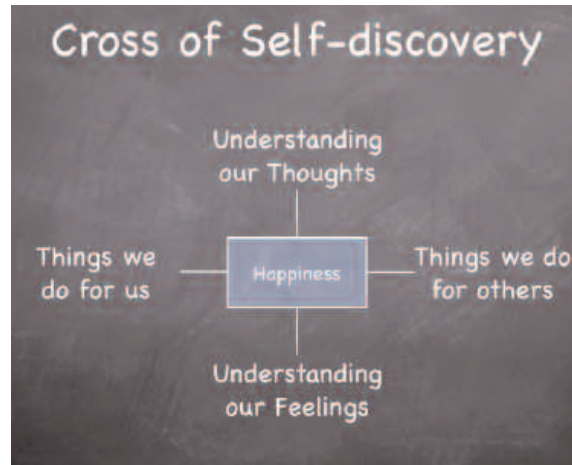 Cross of Self-discovery
Understanding
our Thoughts
Things we
do for us
Happiness
Things we do
for others
Understanding
our Feelings